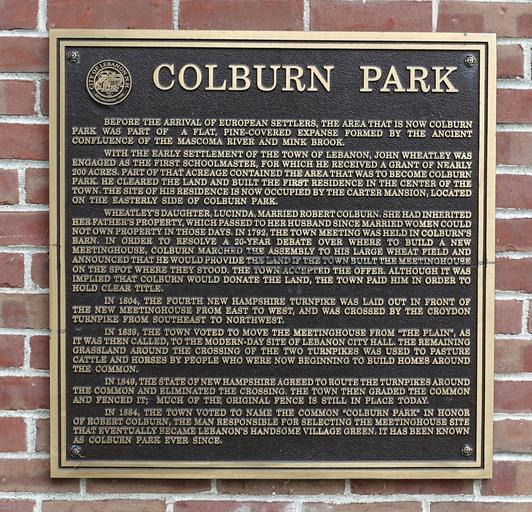 CITY OF LEBANON, N.H.
COLBURN PARK
BEFORE THE ARRIVAL OF EUROPEAN SETTLERS, THE AREA THAT IS NOW COLBURN
PARK WAS PART OF A FLAT, PINE-COVERED EXPANSE FORMED BY THE ANCIENT
CONFLUENCE OF THE MASCOMA RIVER AND MINK BROOK.
WITH THE EARLY SETTLEMENT OF THE TOWN OF LEBANON, JOHN WHEATLEY WAS
ENGAGED AS THE FIRST SCHOOLMASTER, FOR WHICH HE RECEIVED A GRANT OF NEARLY
200 ACRES. PART OF THAT ACREAGE CONTAINED THE AREA THAT WAS TO BECOME COLBURN
PARK. HE CLEARED THE LAND AND BUILT THE FIRST RESIDENCE IN THE CENTER OF THE
TOWN. THE SITE OF HIS RESIDENCE IS NOW OCCUPIED BY THE CARTER MANSION, LOCATED
ON THE EASTERLY SIDE OF COLBURN PARK.
WHEATLEY'S DAUGHTER, LUCINDA, MARRIED ROBERT COLBURN. SHE HAD INHERITED
HER FATHER'S PROPERTY, WHICH PASSED TO HER HUSBAND SINCE MARRIED WOMEN COULD
NOT OWN PROPERTY IN THOSE DAYS. IN 1792, THE TOWN MEETING WAS HELD IN COLBURN'S
BARN. IN ORDER TO RESOLVE A 20-YEAR DEBATE OVER WHERE TO BUILD A NEW
MEETINGHOUSE, COLBURN MARCHED THE ASSEMBLY TO HIS LARGE WHEAT FIELD AND
ANNOUNCED THAT HE WOULD PROVIDE THE LAND IF THE TOWN BUILT THE MEETINGHOUSE
ON THE SPOT WHERE THEY STOOD. THE TOWN ACCEPTED THE OFFER. ALTHOUGH IT WAS
IMPLIED THAT COLBURN WOULD DONATE THE LAND, THE TOWN PAID HIM IN ORDER TO
HOLD CLEAR TITLE.
IN 1804, THE FOURTH NEW HAMPSHIRE TURNPIKE WAS LAID OUT IN FRONT OF
THE NEW MEETINGHOUSE FROM EAST TO WEST, AND WAS CROSSED BY THE CROYDON
TURNPIKE FROM SOUTHEAST TO NORTHWEST.
IN 1839, THE TOWN VOTED TO MOVE THE MEETINGHOUSE FROM "THE PLAIN", AS
IT WAS THEN CALLED, TO THE MODERN-DAY SITE OF LEBANON CITY HALL. THE REMAINING
GRASSLAND AROUND THE CROSSING OF THE TWO TURNPIKES WAS USED TO PASTURE
CATTLE AND HORSES BY PEOPLE WHO WERE NOW BEGINNING TO BUILD HOMES AROUND
THE COMMON.
IN 1849, THE STATE OF NEW HAMPSHIRE AGREED TO ROUTE THE TURNPIKES AROUND
THE COMMON AND ELIMINATED THE CROSSING. THE TOWN THEN GRADED THE COMMON
AND FENCED IT; MUCH OF THE ORIGINAL FENCE IS STILL IN PLACE TODAY.
IN 1884, THE TOWN VOTED TO NAME THE COMMON "COLBURN PARK" IN HONOR
OF ROBERT COLBURN, THE MAN RESPONSIBLE FOR SELECTING THE MEETINGHOUSE SITE
THAT EVENTUALLY BECAME LEBANON'S HANDSOME VILLAGE GREEN. IT HAS BEEN KNOWN
AS COLBURN PARK EVER SINCE.